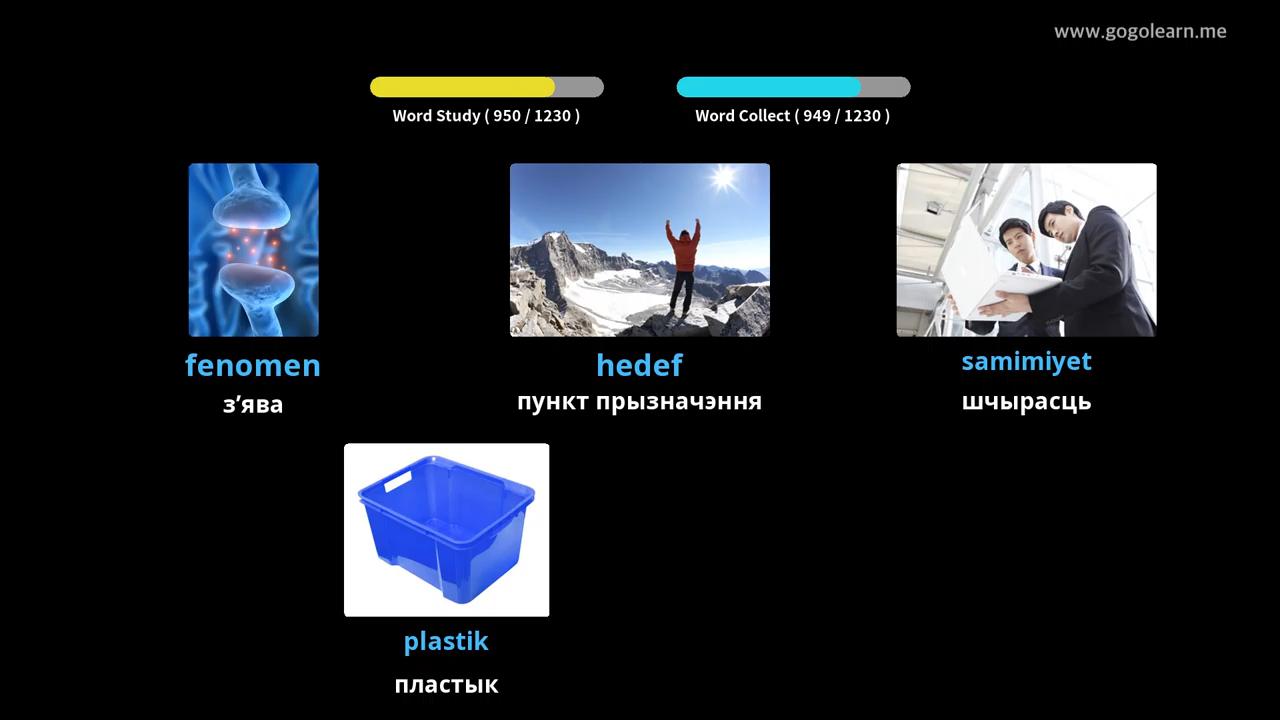 www.gogolearn.me
Word Study ( 950 / 1230 )
Word Collect ( 949 / 1230 )
fenomen
з’ява
hedef
пункт прызначэння
samimiyet
шчырасць
plastik
пластык